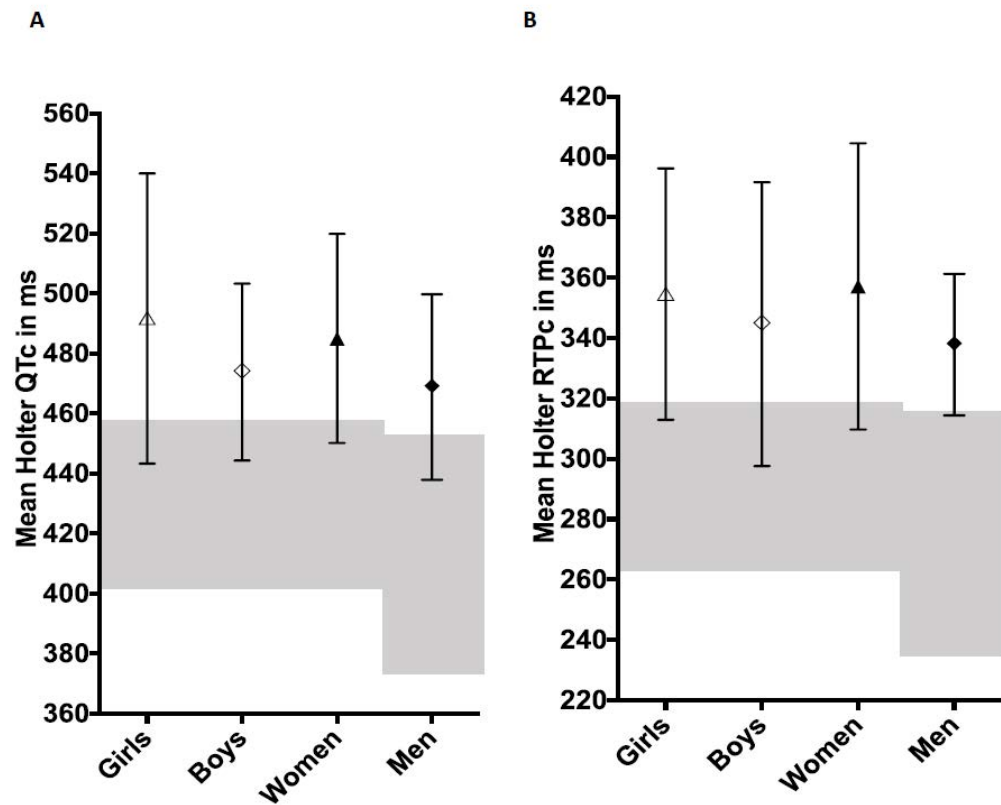 A
Mean Holter QTc in ms
560
540
520
500
480
460
440
420
400
380
360
Girls
Boys
Women
Men
B
Mean Holter RTPc in ms
420
400
380
360
340
320
300
280
260
240
220
Girls
Boys
Women
Men